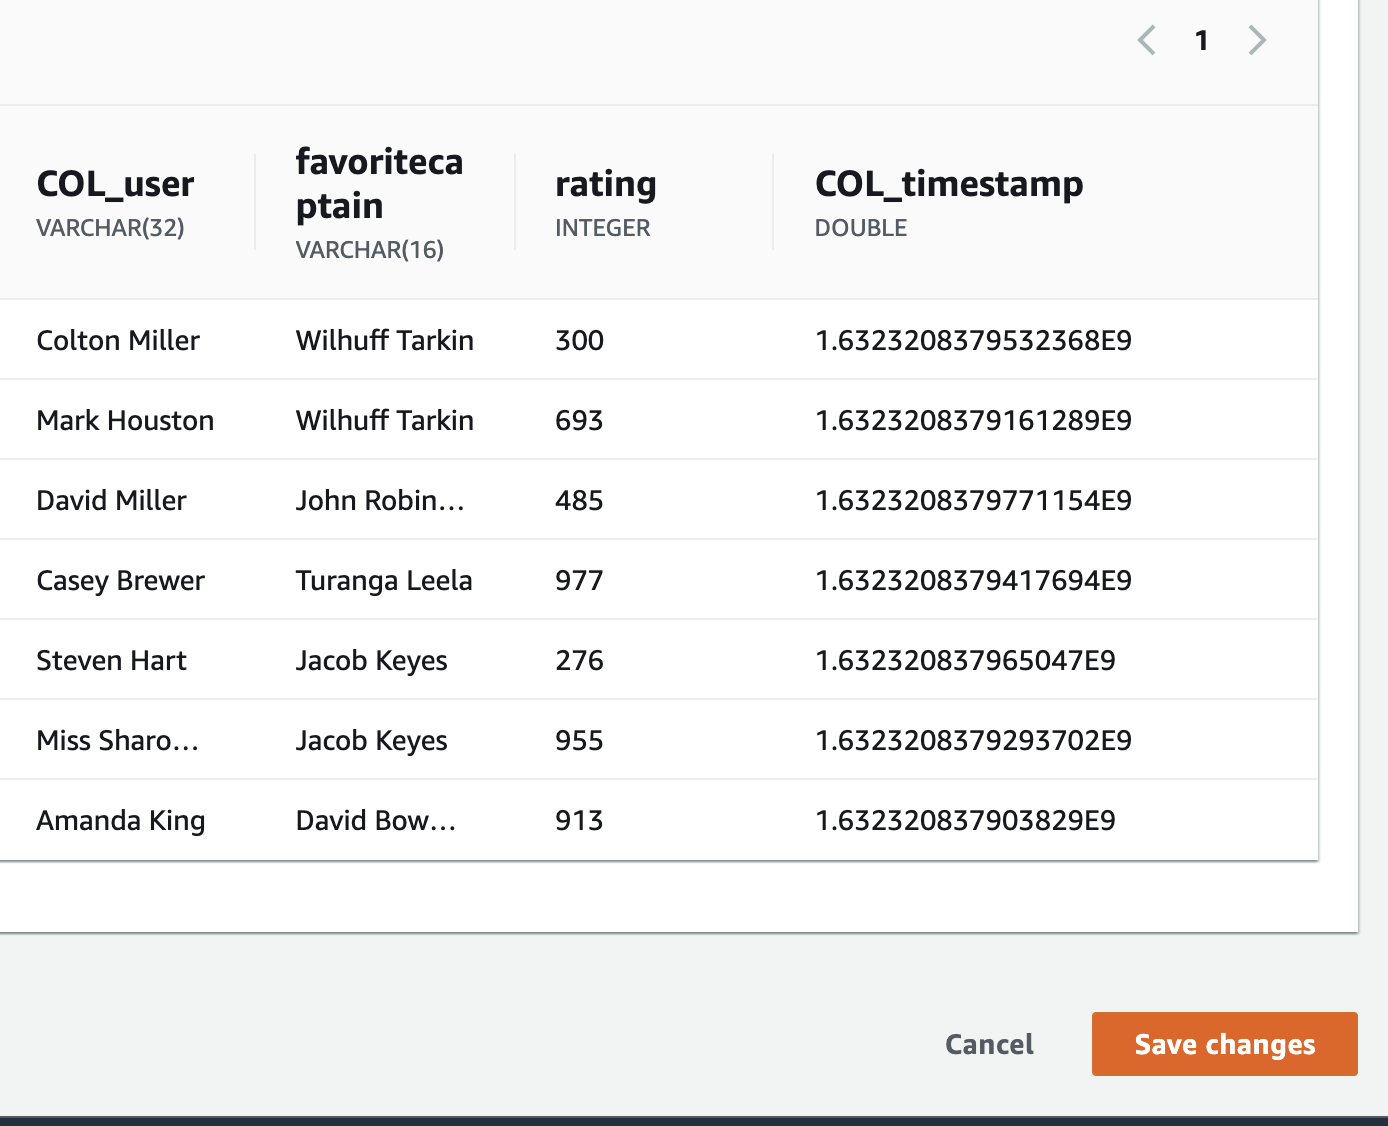 1
COL_user
VARCHAR(32)
favoriteca
ptain
VARCHAR(16)
rating
INTEGER
COL_timestamp
DOUBLE
Colton Miller Wilhuff Tarkin 300 1.6323208379532368E9
Mark Houston Wilhuff Tarkin 693 1.6323208379161289E9
David Miller John Robin... 485 1.6323208379771154E9
Casey Brewer Turanga Leela 977 1.6323208379417694E9
Steven Hart Jacob Keyes 276 1.632320837965047E9
Miss Sharo... Jacob Keyes 955 1.6323208379293702E9
Amanda King David Bow... 913 1.632320837903829E9
Cancel Save changes